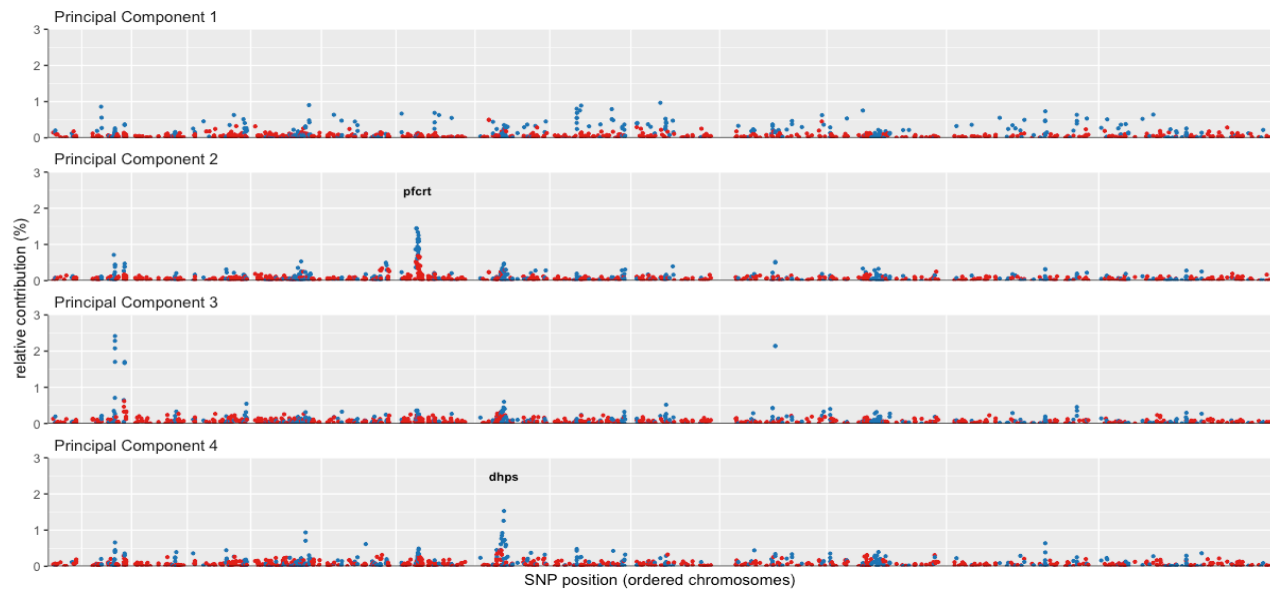 Principal Component 1
3
2
1
0
Principal Component 2
3
2
1
0
pfcrt
Principal Component 3
3
2
1
0
Principal Component 4
3
2
1
0
dhps
relative contribution (%)
SNP position (ordered chromosomes)